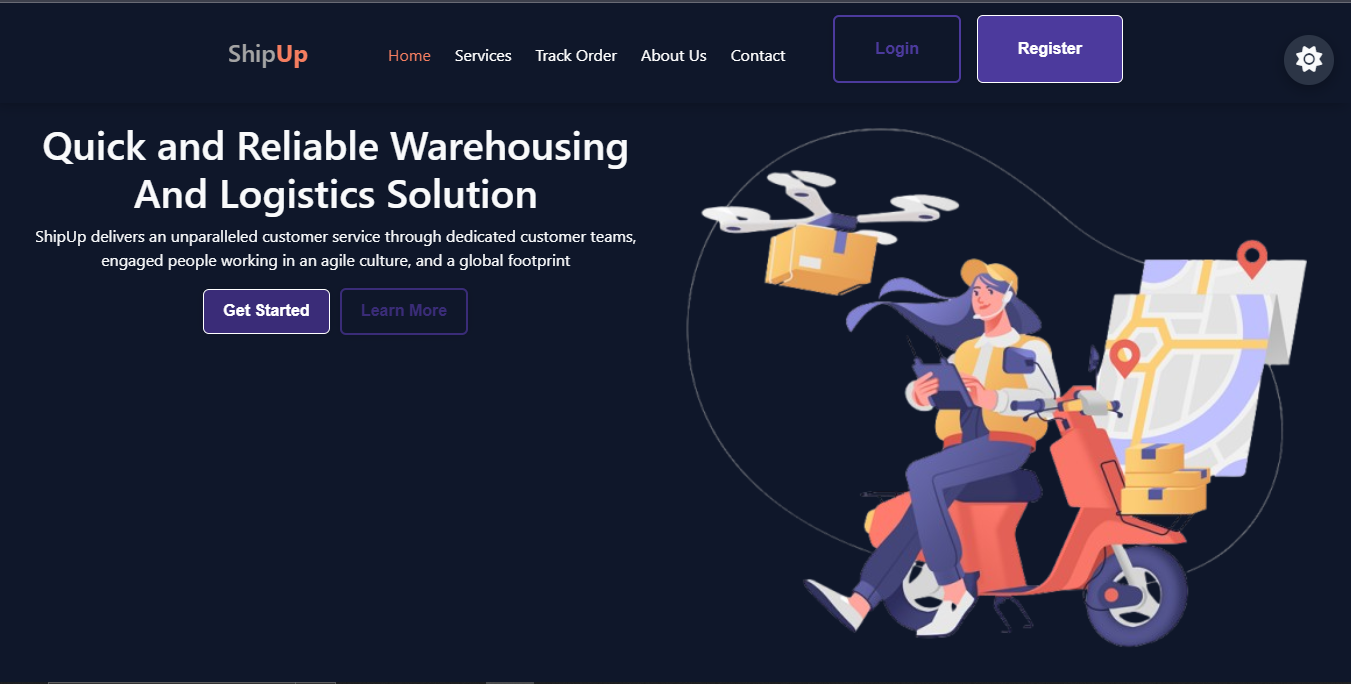 ShipUp
Home Services Track Order About Us Contact
Login Register
Quick and Reliable Warehousing
And Logistics Solution
ShipUp delivers an unparalleled customer service through dedicated customer teams,
engaged people working in an agile culture, and a global footprint
Get Started Learn More